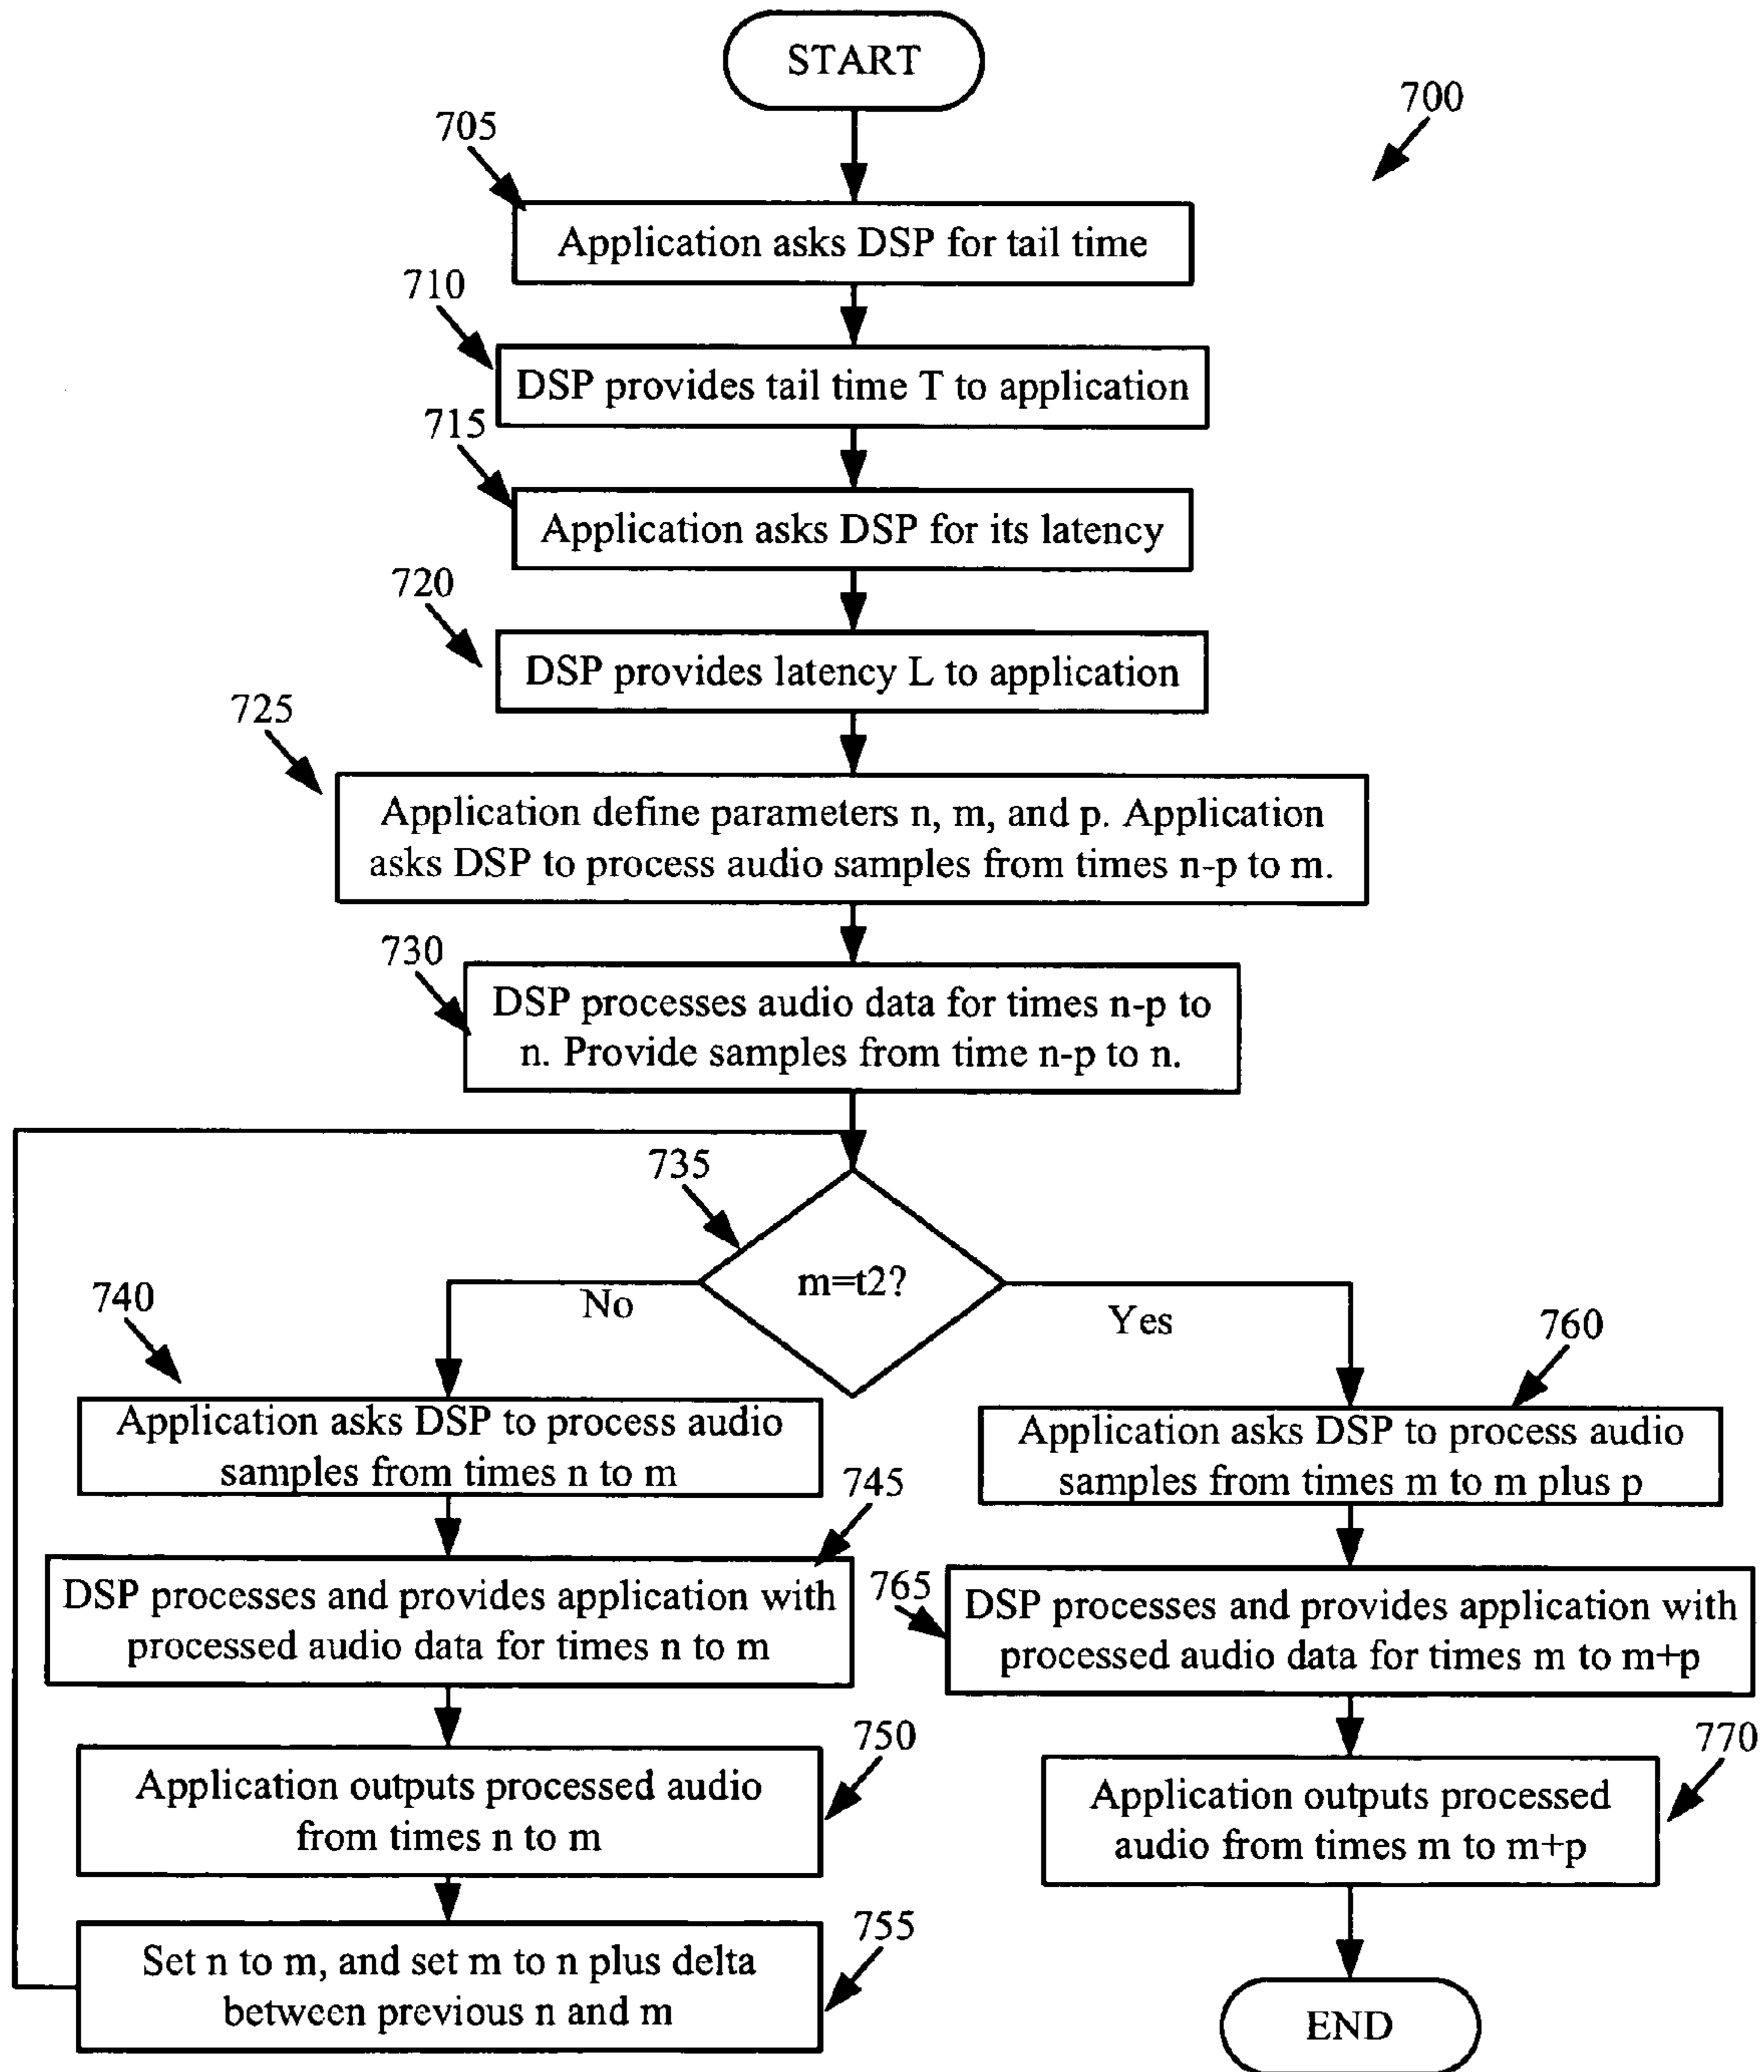 START
700
705
Application asks DSP for tail time
710
DSP provides tail time T to application
715
Application asks DSP for its latency
720
DSP provides latency L to application
725
Application define parameters n, m, and p. Application
asks DSP to process audio samples from times n-p to m.
730
DSP processes audio data for times n-p to
n. Provide samples from time n-p to n.
735
m=t2?
No
Yes
740
Application asks DSP to process audio
samples from times n to m
745
DSP processes and provides application with
processed audio data for times n to m
750
Application outputs processed audio
from times n to m
755
Set n to m, and set m to n plus delta
between previous n and m
760
Application asks DSP to process audio
samples from times m to m plus p
765
DSP processes and provides application with
processed audio data for times m to m+p
770
Application outputs processed
audio from times m to m+p
END